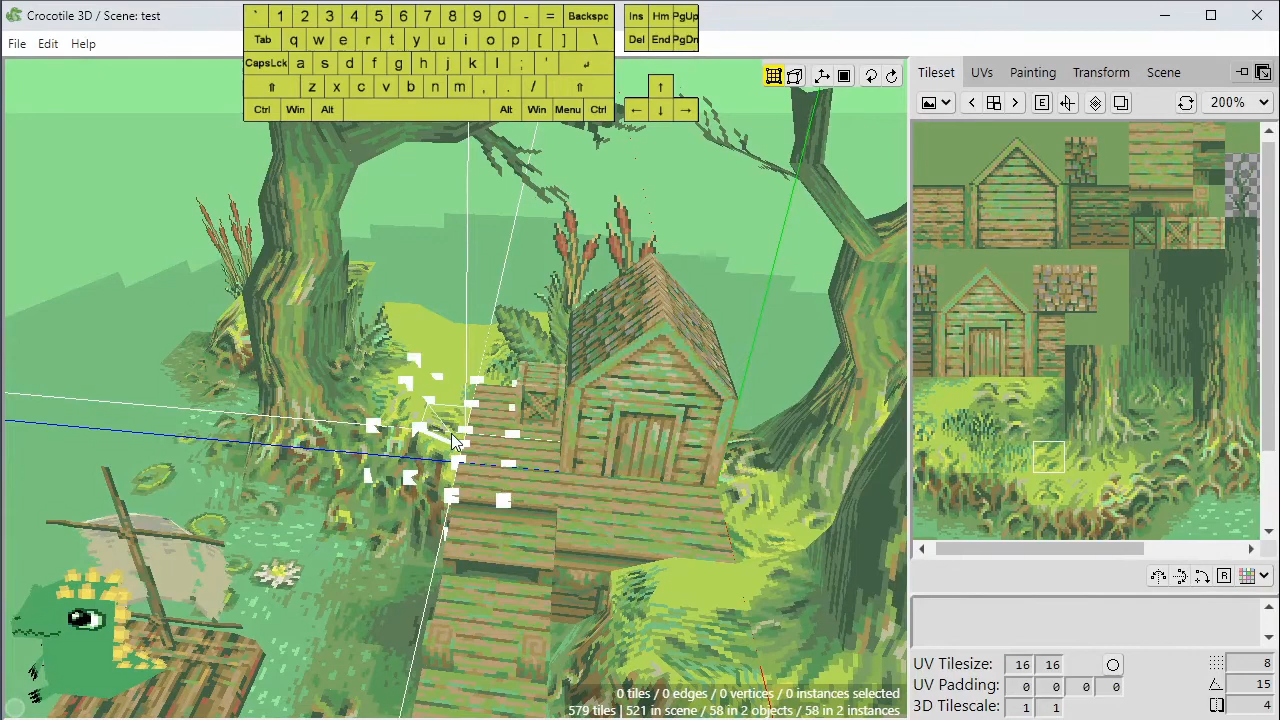 Crocotile 3D / Scene: test
File Edit Help
` 1 2 3 4 5 6 7 8 9 0 - = Backspc Ins Hm PgUp
Tab q w e r t y u i o p [ ] \ Del End PgDn
CapsLck a s d f g h j k l ; ' ↵
⇧ z x c v b n m , . / ⇧ ↑
Ctrl Win Alt Alt Win Menu Ctrl ← ↓ →
Tileset UVs Painting Transform Scene
E 200%
R
UV Tilesize: 16 16 8
UV Padding: 0 0 0 0 15
3D Tilescale: 1 1 4
0 tiles / 0 edges / 0 vertices / 0 instances selected
579 tiles | 521 in scene / 58 in 2 objects / 58 in 2 instances